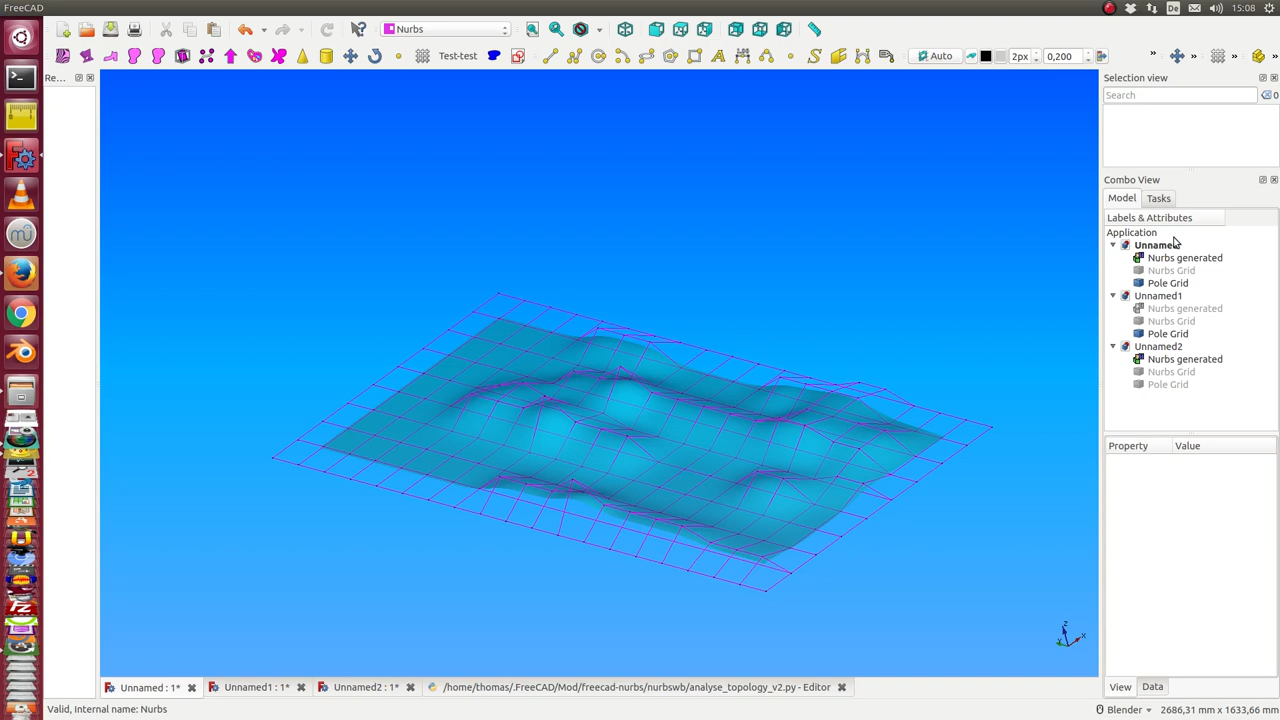 FreeCAD
De
15:08
Nurbs
Test-test
Auto
2px
0,200
»
»
»
»
Re...
Selection view
Search
0
Combo View
Model
Tasks
Labels & Attributes
Application
Unnamed
Nurbs generated
Nurbs Grid
Pole Grid
Unnamed1
Nurbs generated
Nurbs Grid
Pole Grid
Unnamed2
Nurbs generated
Nurbs Grid
Pole Grid
Property Value
Z
X
Y
Unnamed : 1*
Unnamed1 : 1*
Unnamed2 : 1*
/home/thomas/.FreeCAD/Mod/freecad-nurbs/nurbswb/analyse_topology_v2.py - Editor
View
Data
Valid, Internal name: Nurbs
Blender
2686,31 mm x 1633,66 mm